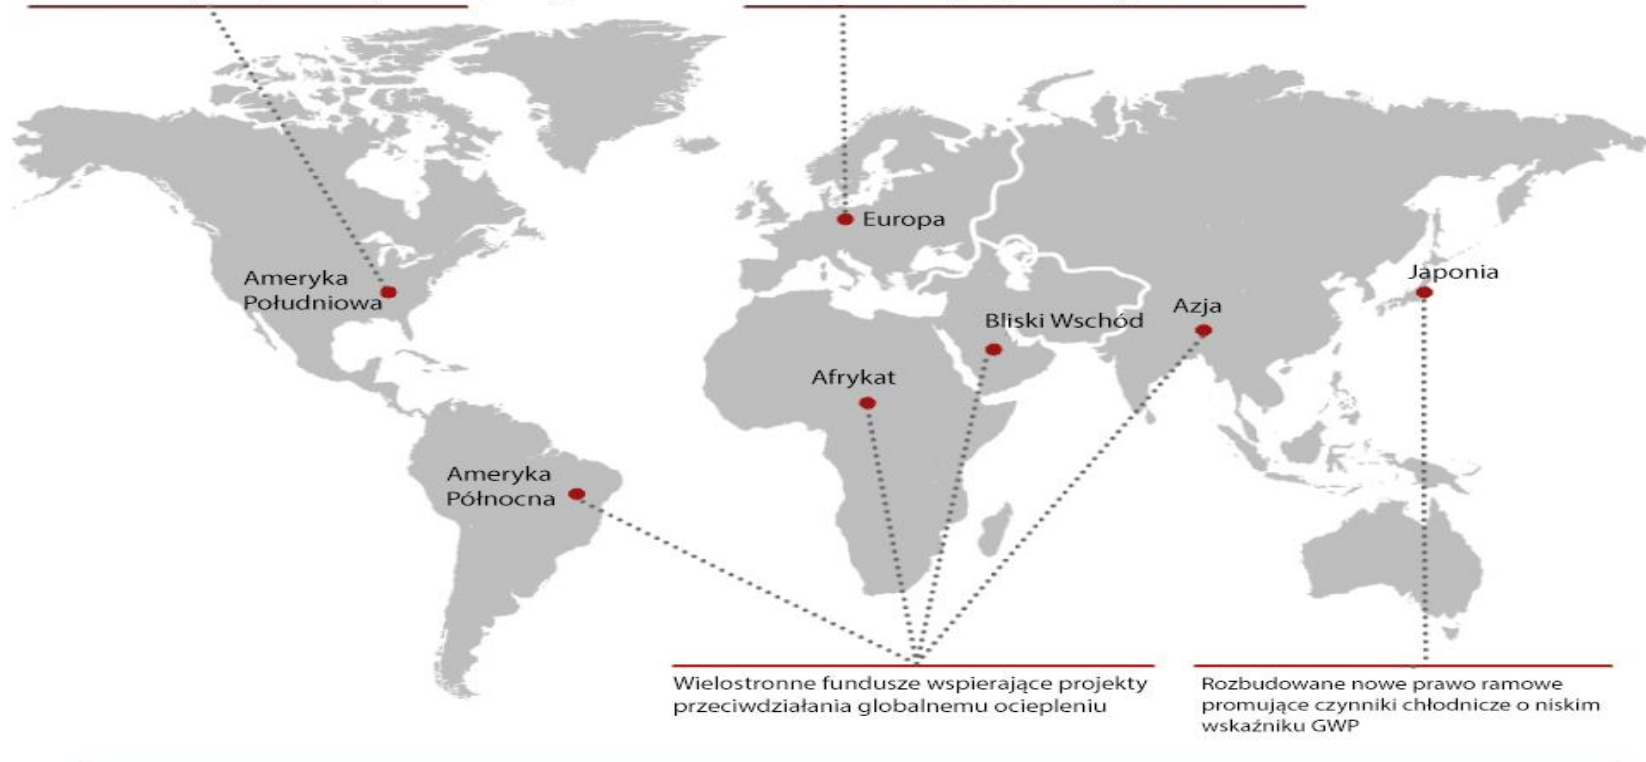 Europa
Ameryka
Południowa
Japonia
Azja
Bliski Wschód
Afrykat
Ameryka
Północna
Wielostronne fundusze wspierające projekty
przeciwdziałania globalnemu ociepleniu
Rozbudowane nowe prawo ramowe
promujące czynniki chłodnicze o niskim
wskaźniku GWP